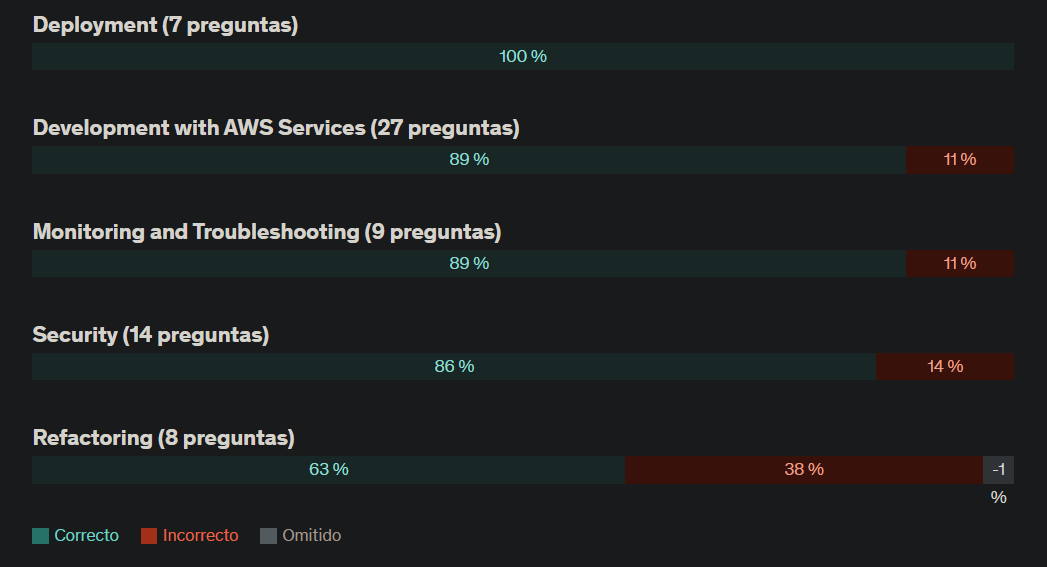 Deployment (7 preguntas)
100 %
Development with AWS Services (27 preguntas)
89 % 11 %
Monitoring and Troubleshooting (9 preguntas)
89 % 11 %
Security (14 preguntas)
86 % 14 %
Refactoring (8 preguntas)
63 % 38 % -1
%
Correcto Incorrecto Omitido